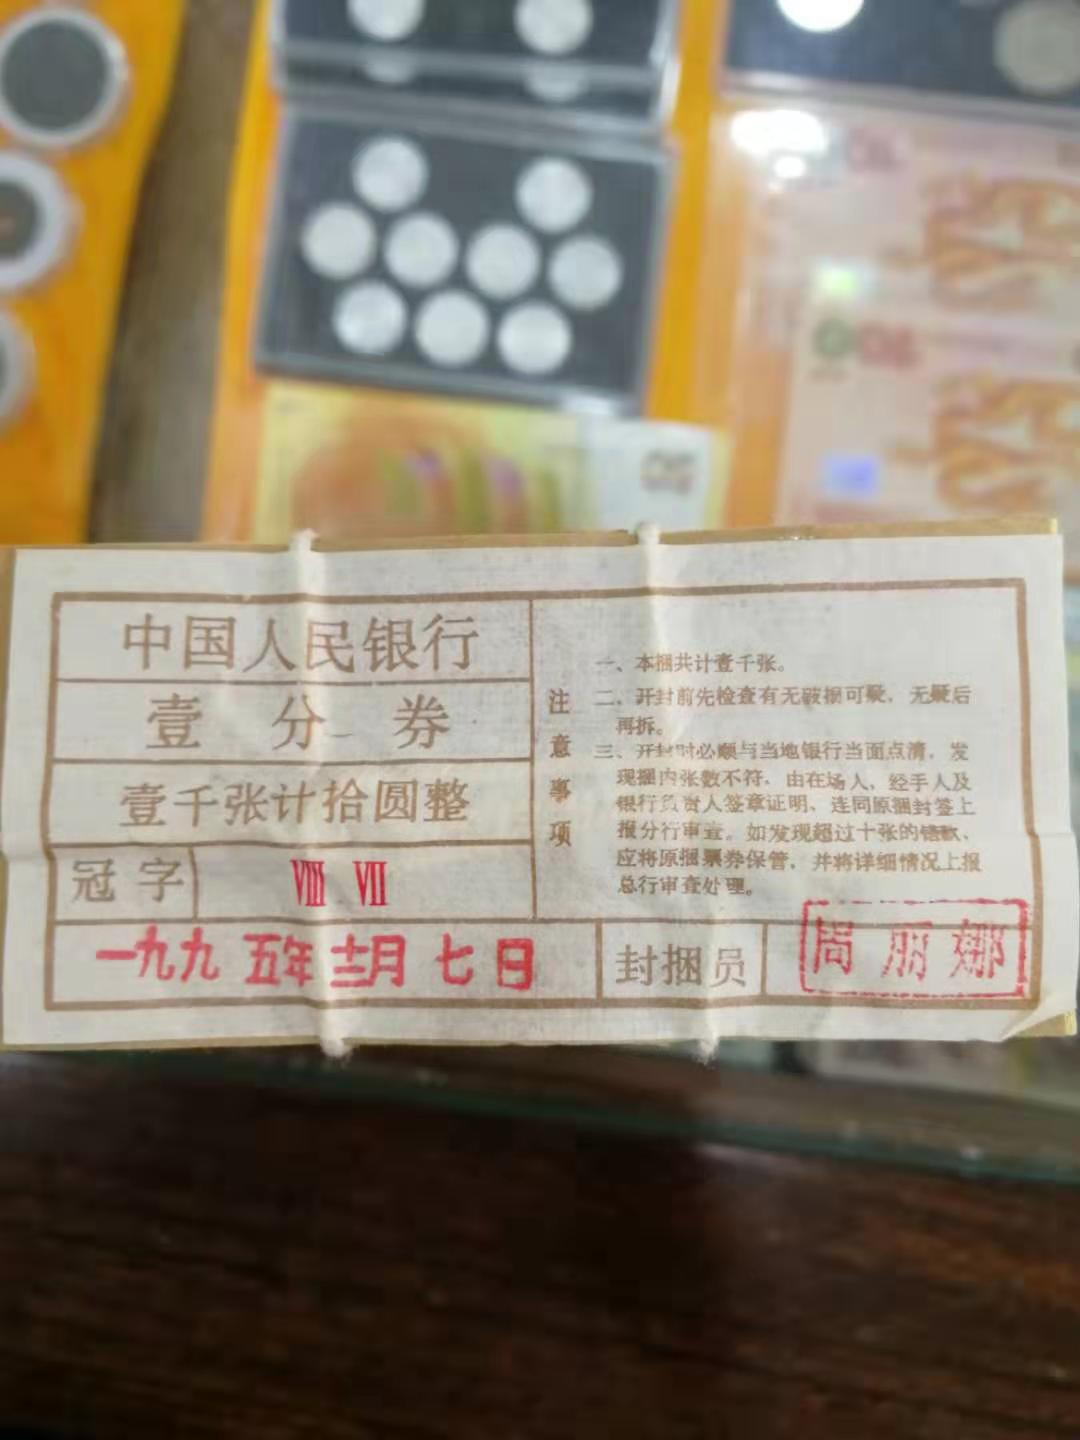 中国人民银行
壹分券
壹千张计拾圆整
冠字
Ⅷ Ⅶ
一九九五年十二月七日
注意事项
一、本捆共计壹千张。
二、开封前先检查有无破损可疑，无疑后
再拆。
三、开封时必须与当地银行当面点清，发
现捆内张数不符，由在场人、经手人及
银行负责人签章证明，连同原捆封签上
报分行审查。如发现超过十张的错款，
应将原捆票券保管，并将详细情况上报
总行审查处理。
封捆员
周丽娜
50